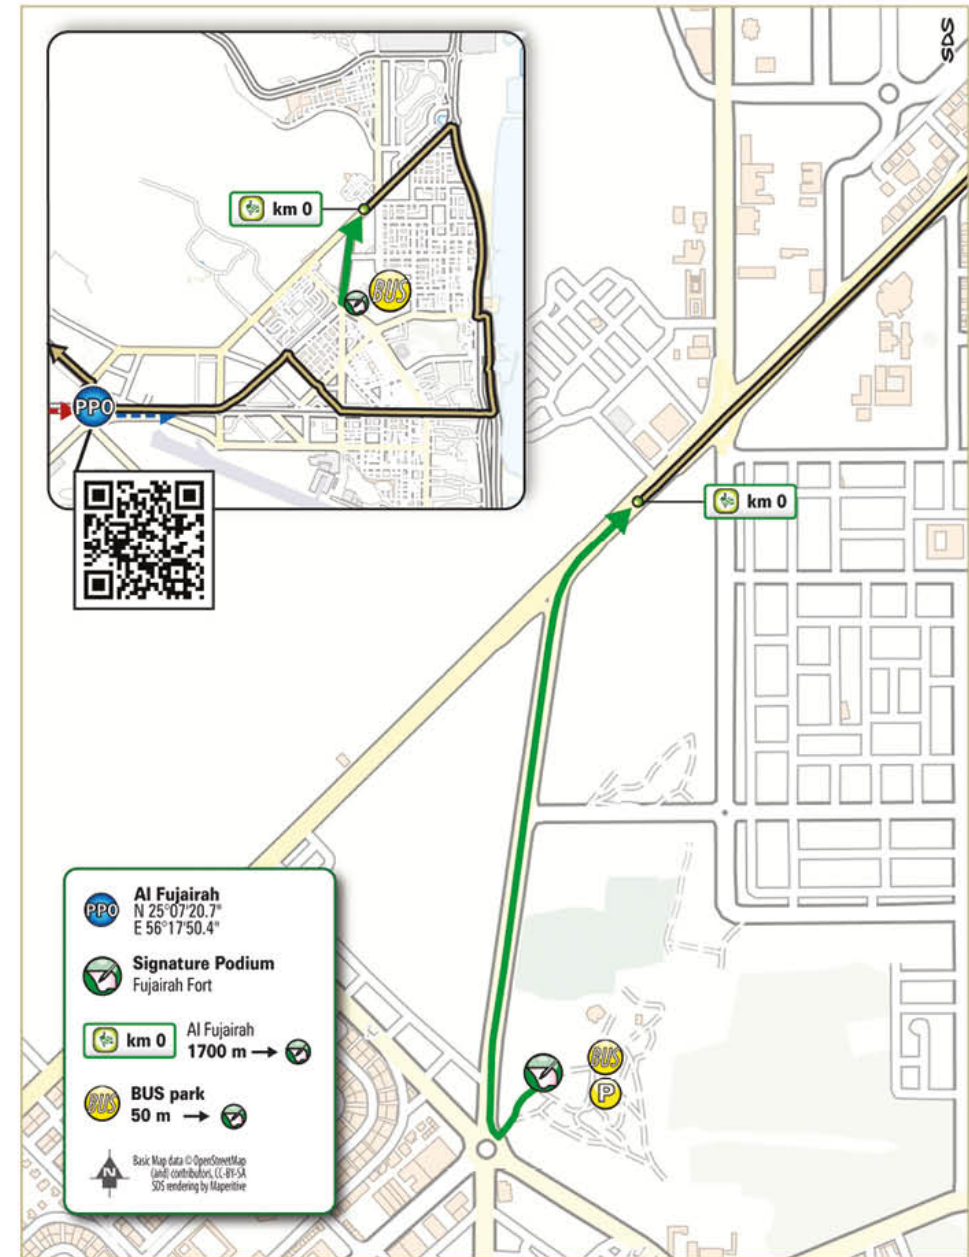 SDS
km 0
BUS
PPO
km 0
BUS
P
PPO
Al Fujairah
N 25°07'20.7"
E 56°17'50.4"
Signature Podium
Fujairah Fort
km 0
Al Fujairah
1700 m
BUS
BUS park
50 m
N
Basic Map data © OpenStreetMap
(and) contributors, CC-BY-SA
SDS rendering by Maperitive